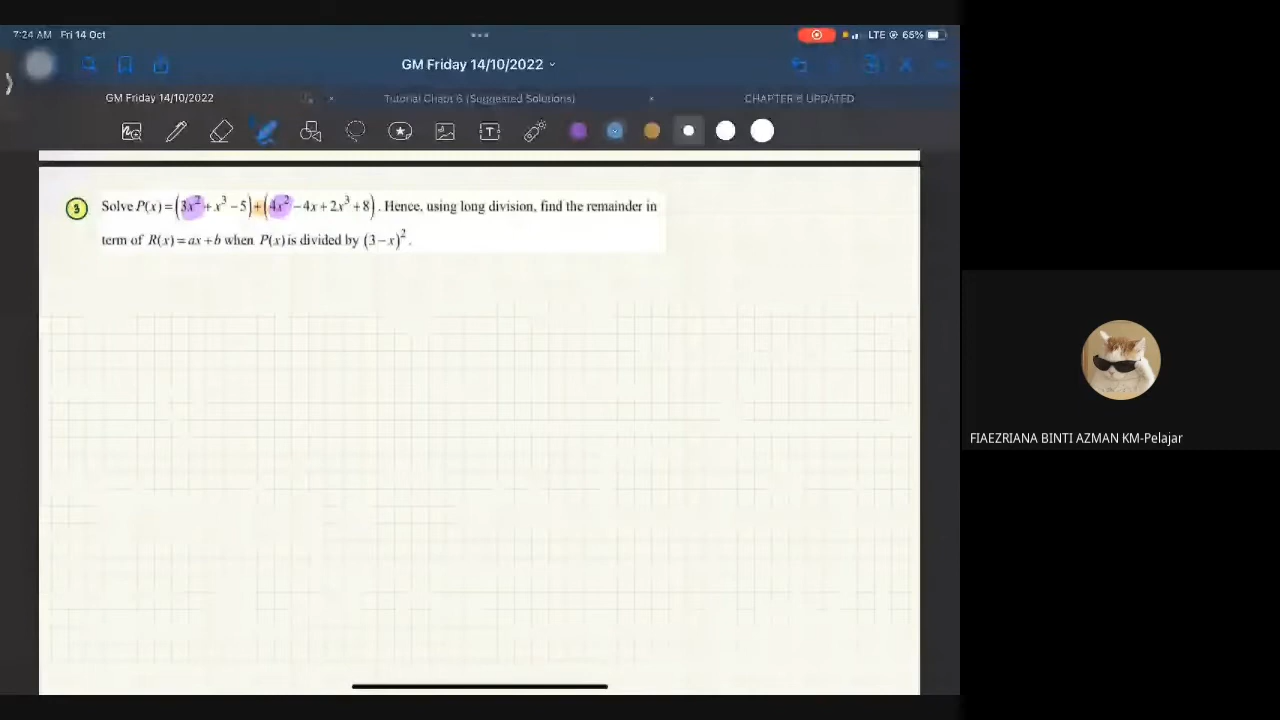 7:24 AM Fri 14 Oct
LTE 65%
GM Friday 14/10/2022
GM Friday 14/10/2022
Tutorial Chapt 6 (Suggested Solutions)
CHAPTER 6 UPDATED
3 Solve P(x) = (3x² + x³ − 5) + (4x² − 4x + 2x³ + 8). Hence, using long division, find the remainder in
term of R(x) = ax + b when P(x) is divided by (3 − x)².
FIAEZRIANA BINTI AZMAN KM-Pelajar